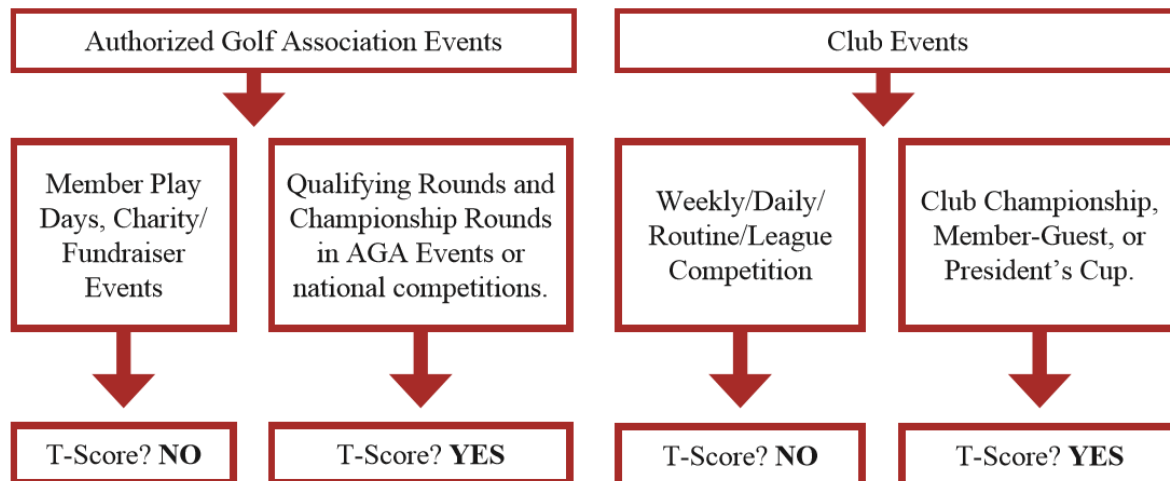 Authorized Golf Association Events
Club Events
Member Play
Days, Charity/
Fundraiser
Events
Qualifying Rounds and
Championship Rounds
in AGA Events or
national competitions.
Weekly/Daily/
Routine/League
Competition
Club Championship,
Member-Guest, or
President’s Cup.
T-Score? NO
T-Score? YES
T-Score? NO
T-Score? YES